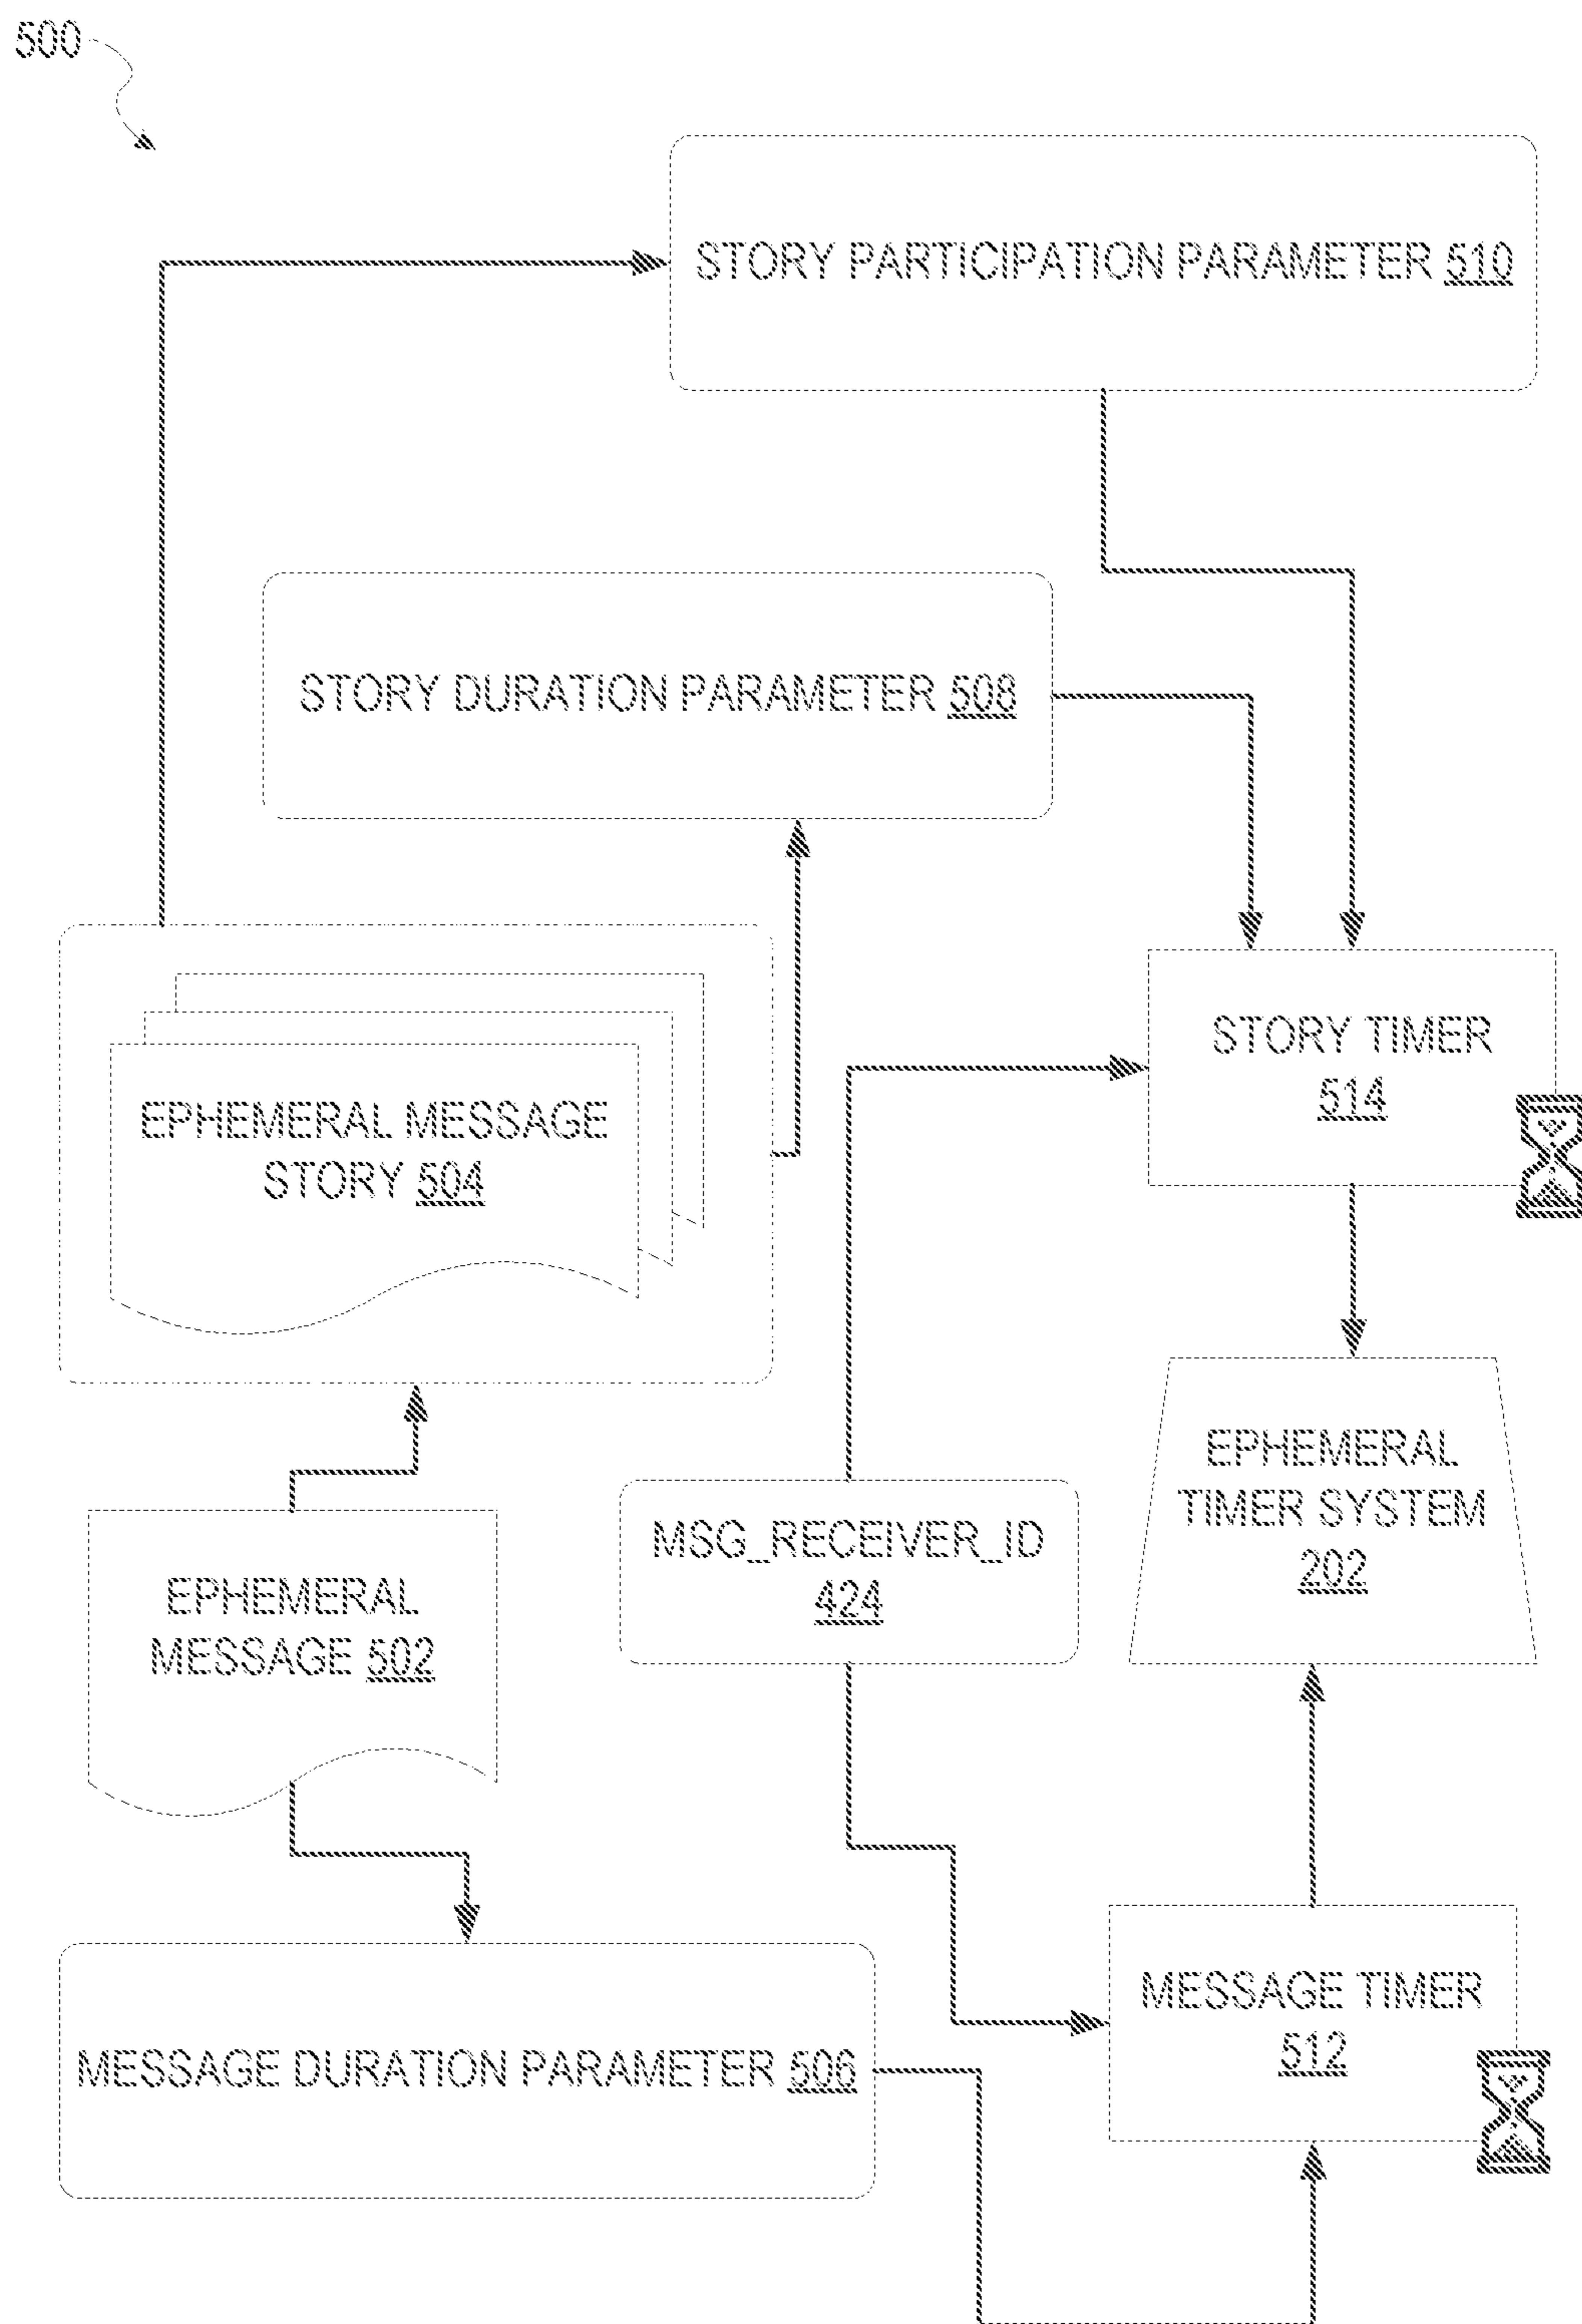 500
STORY PARTICIPATION PARAMETER 510
STORY DURATION PARAMETER 508
STORY TIMER
514
EPHEMERAL MESSAGE
STORY 504
EPHEMERAL
TIMER SYSTEM
202
MSG_RECEIVER_ID
424
EPHEMERAL
MESSAGE 502
MESSAGE TIMER
512
MESSAGE DURATION PARAMETER 506